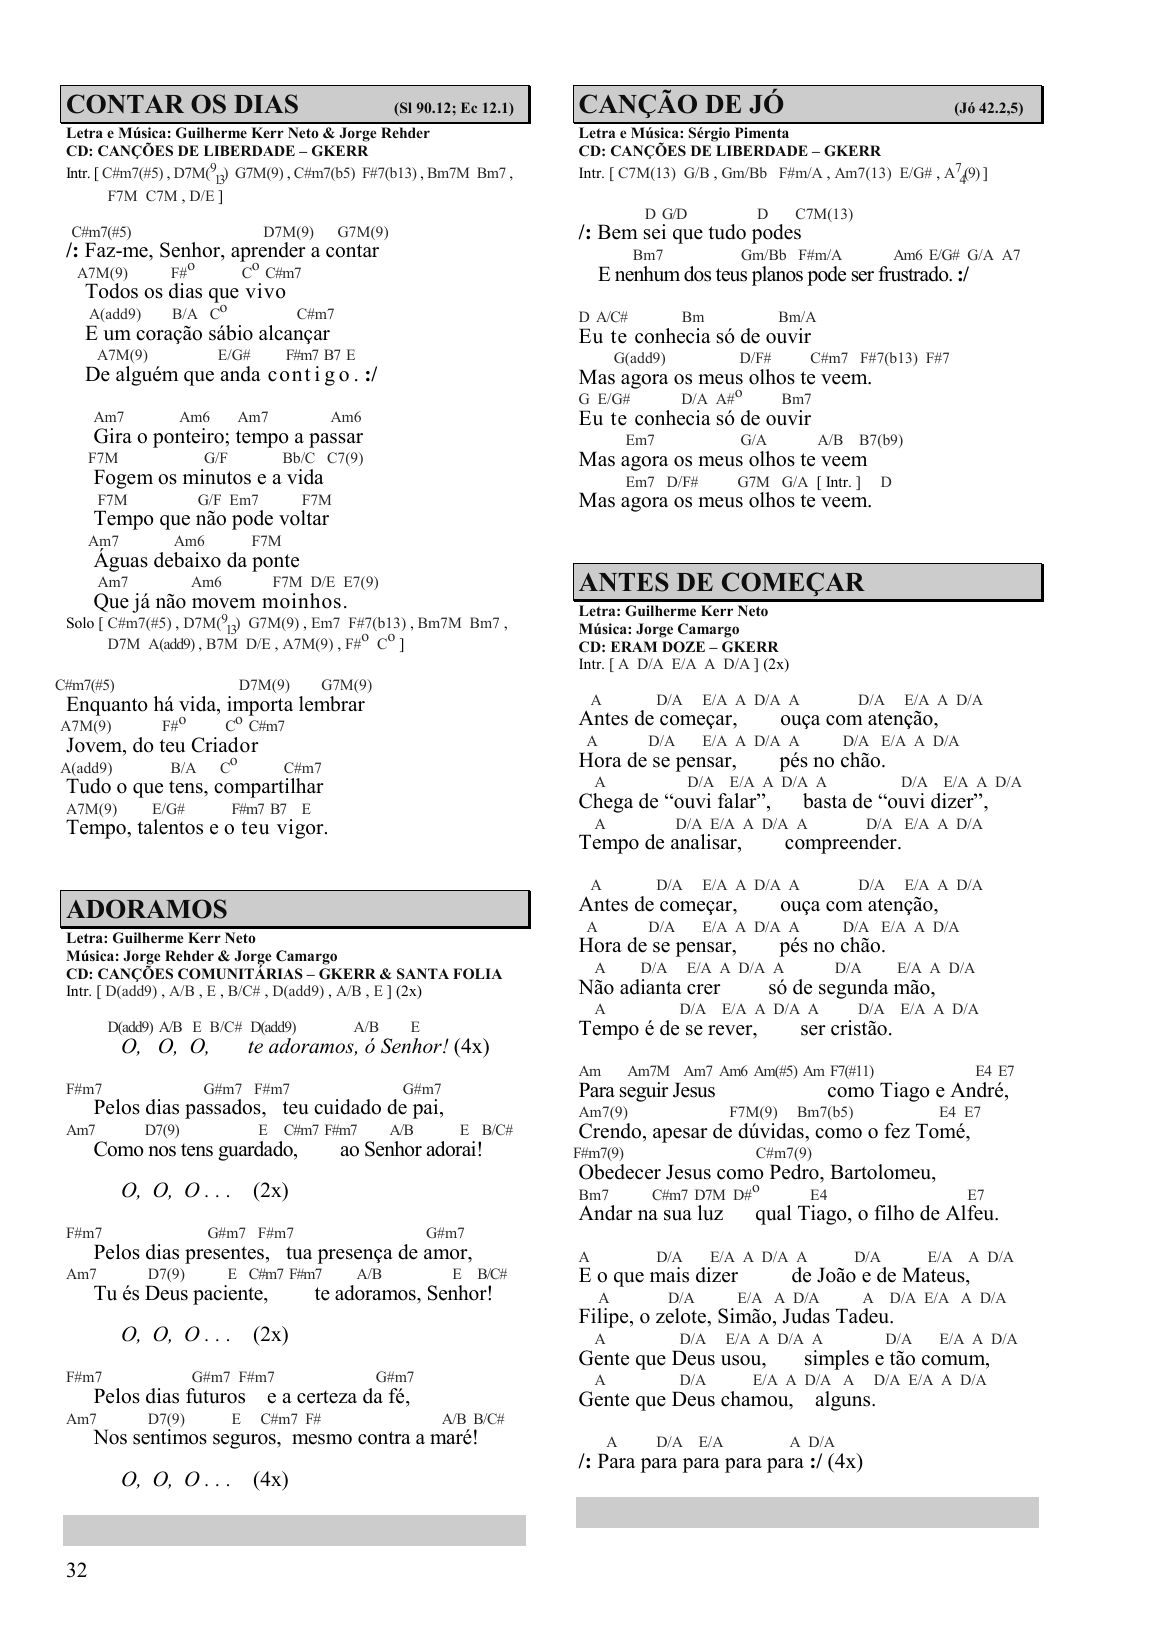 CONTAR OS DIAS (Sl 90.12; Ec 12.1)
Letra e Música: Guilherme Kerr Neto & Jorge Rehder
CD: CANÇÕES DE LIBERDADE – GKERR
Intr. [ C#m7(#5) , D7M(9 13) G7M(9) , C#m7(b5) F#7(b13) , Bm7M Bm7 ,
F7M C7M , D/E ]
C#m7(#5) D7M(9) G7M(9)
/: Faz-me, Senhor, aprender a contar
A7M(9) F#º Cº C#m7
Todos os dias que vivo
A(add9) B/A Cº C#m7
E um coração sábio alcançar
A7M(9) E/G# F#m7 B7 E
De alguém que anda contigo. :/
Am7 Am6 Am7 Am6
Gira o ponteiro; tempo a passar
F7M G/F Bb/C C7(9)
Fogem os minutos e a vida
F7M G/F Em7 F7M
Tempo que não pode voltar
Am7 Am6 F7M
Águas debaixo da ponte
Am7 Am6 F7M D/E E7(9)
Que já não movem moinhos.
Solo [ C#m7(#5) , D7M(9 13) G7M(9) , Em7 F#7(b13) , Bm7M Bm7 ,
D7M A(add9) , B7M D/E , A7M(9) , F#º Cº ]
C#m7(#5) D7M(9) G7M(9)
Enquanto há vida, importa lembrar
A7M(9) F#º Cº C#m7
Jovem, do teu Criador
A(add9) B/A Cº C#m7
Tudo o que tens, compartilhar
A7M(9) E/G# F#m7 B7 E
Tempo, talentos e o teu vigor.
ADORAMOS
Letra: Guilherme Kerr Neto
Música: Jorge Rehder & Jorge Camargo
CD: CANÇÕES COMUNITÁRIAS – GKERR & SANTA FOLIA
Intr. [ D(add9) , A/B , E , B/C# , D(add9) , A/B , E ] (2x)
D(add9) A/B E B/C# D(add9) A/B E
O, O, O, te adoramos, ó Senhor! (4x)
F#m7 G#m7 F#m7 G#m7
Pelos dias passados, teu cuidado de pai,
Am7 D7(9) E C#m7 F#m7 A/B E B/C#
Como nos tens guardado, ao Senhor adorai!
O, O, O . . . (2x)
F#m7 G#m7 F#m7 G#m7
Pelos dias presentes, tua presença de amor,
Am7 D7(9) E C#m7 F#m7 A/B E B/C#
Tu és Deus paciente, te adoramos, Senhor!
O, O, O . . . (2x)
F#m7 G#m7 F#m7 G#m7
Pelos dias futuros e a certeza da fé,
Am7 D7(9) E C#m7 F# A/B B/C#
Nos sentimos seguros, mesmo contra a maré!
O, O, O . . . (4x)
32
CANÇÃO DE JÓ (Jó 42.2,5)
Letra e Música: Sérgio Pimenta
CD: CANÇÕES DE LIBERDADE – GKERR
Intr. [ C7M(13) G/B , Gm/Bb F#m/A , Am7(13) E/G# , A7 4(9) ]
D G/D D C7M(13)
/: Bem sei que tudo podes
Bm7 Gm/Bb F#m/A Am6 E/G# G/A A7
E nenhum dos teus planos pode ser frustrado. :/
D A/C# Bm Bm/A
Eu te conhecia só de ouvir
G(add9) D/F# C#m7 F#7(b13) F#7
Mas agora os meus olhos te veem.
G E/G# D/A A#º Bm7
Eu te conhecia só de ouvir
Em7 G/A A/B B7(b9)
Mas agora os meus olhos te veem
Em7 D/F# G7M G/A [ Intr. ] D
Mas agora os meus olhos te veem.
ANTES DE COMEÇAR
Letra: Guilherme Kerr Neto
Música: Jorge Camargo
CD: ERAM DOZE – GKERR
Intr. [ A D/A E/A A D/A ] (2x)
A D/A E/A A D/A A D/A E/A A D/A
Antes de começar, ouça com atenção,
A D/A E/A A D/A A D/A E/A A D/A
Hora de se pensar, pés no chão.
A D/A E/A A D/A A D/A E/A A D/A
Chega de “ouvi falar”, basta de “ouvi dizer”,
A D/A E/A A D/A A D/A E/A A D/A
Tempo de analisar, compreender.
A D/A E/A A D/A A D/A E/A A D/A
Antes de começar, ouça com atenção,
A D/A E/A A D/A A D/A E/A A D/A
Hora de se pensar, pés no chão.
A D/A E/A A D/A A D/A E/A A D/A
Não adianta crer só de segunda mão,
A D/A E/A A D/A A D/A E/A A D/A
Tempo é de se rever, ser cristão.
Am Am7M Am7 Am6 Am(#5) Am F7(#11) E4 E7
Para seguir Jesus como Tiago e André,
Am7(9) F7M(9) Bm7(b5) E4 E7
Crendo, apesar de dúvidas, como o fez Tomé,
F#m7(9) C#m7(9)
Obedecer Jesus como Pedro, Bartolomeu,
Bm7 C#m7 D7M D#º E4 E7
Andar na sua luz qual Tiago, o filho de Alfeu.
A D/A E/A A D/A A D/A E/A A D/A
E o que mais dizer de João e de Mateus,
A D/A E/A A D/A A D/A E/A A D/A
Filipe, o zelote, Simão, Judas Tadeu.
A D/A E/A A D/A A D/A E/A A D/A
Gente que Deus usou, simples e tão comum,
A D/A E/A A D/A A D/A E/A A D/A
Gente que Deus chamou, alguns.
A D/A E/A A D/A
/: Para para para para para :/ (4x)